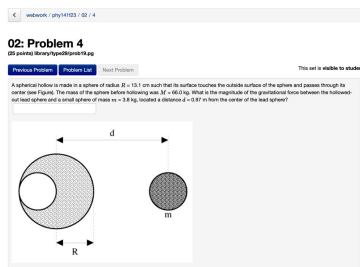 webwork / phy141f23 / 02 / 4
02: Problem 4
(25 points) library/type28/prob19.pg
Previous Problem Problem List Next Problem
This set is visible to stude
A spherical hollow is made in a sphere of radius R = 13.1 cm such that its surface touches the outside surface of the sphere and passes through its
center (see Figure). The mass of the sphere before hollowing was M = 66.0 kg. What is the magnitude of the gravitational force between the hollowed-
out lead sphere and a small sphere of mass m = 3.8 kg, located a distance d = 0.97 m from the center of the lead sphere?
d
m
R